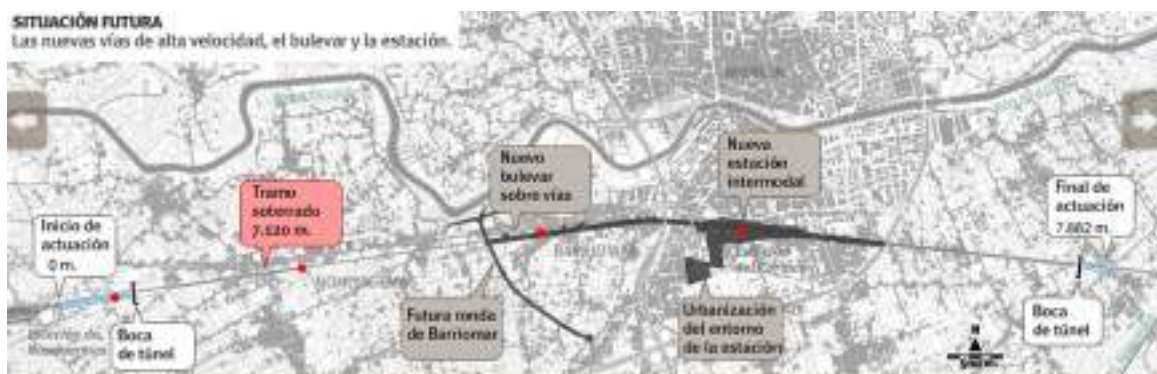 SITUACIÓN FUTURA
Las nuevas vías de alta velocidad, el bulevar y la estación.
Nuevo
bulevar
sobre vías
Nueva
estación
intermodal
Tramo
soterrado
7.120 m.
Final de
actuación
7.882 m.
Inicio de
actuación
0 m.
Futura ronda
de Barriomar
Urbanización
del entorno
de la estación
Boca
de túnel
Boca
de túnel
N